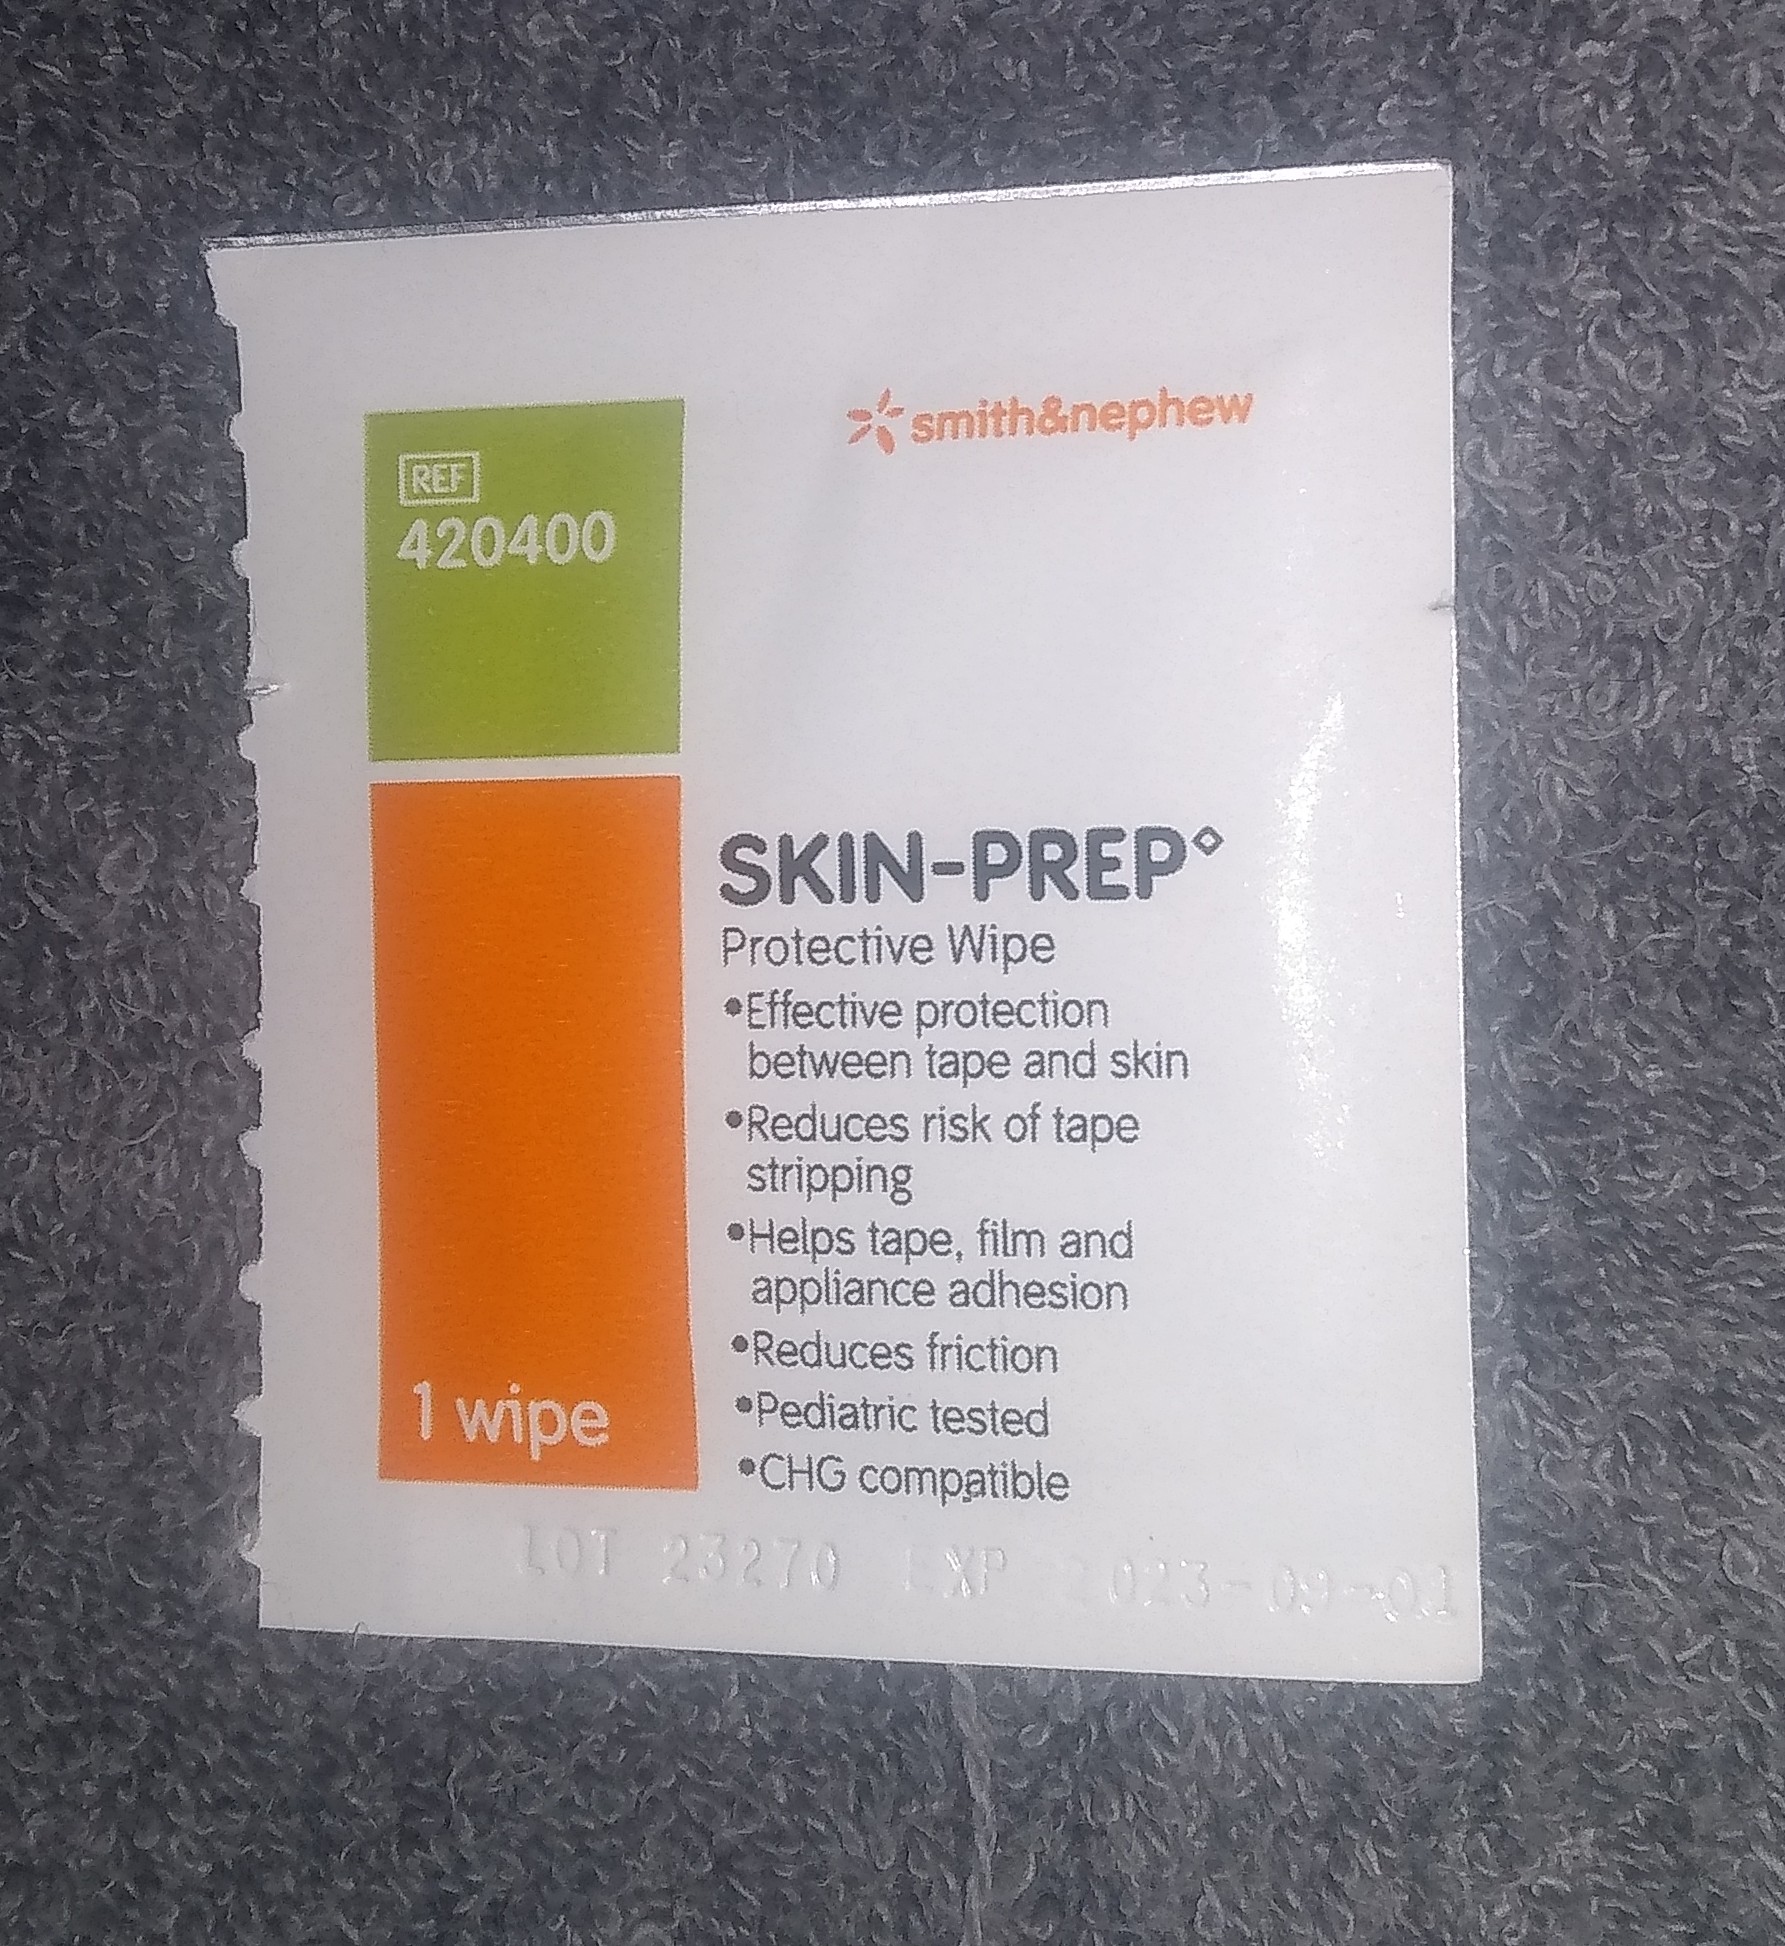 smith&nephew
REF
420400
SKIN-PREP◊
Protective Wipe
•Effective protection
between tape and skin
•Reduces risk of tape
stripping
•Helps tape, film and
appliance adhesion
•Reduces friction
•Pediatric tested
•CHG compatible
1 wipe
LOT 23270 EXP 2023-09-01